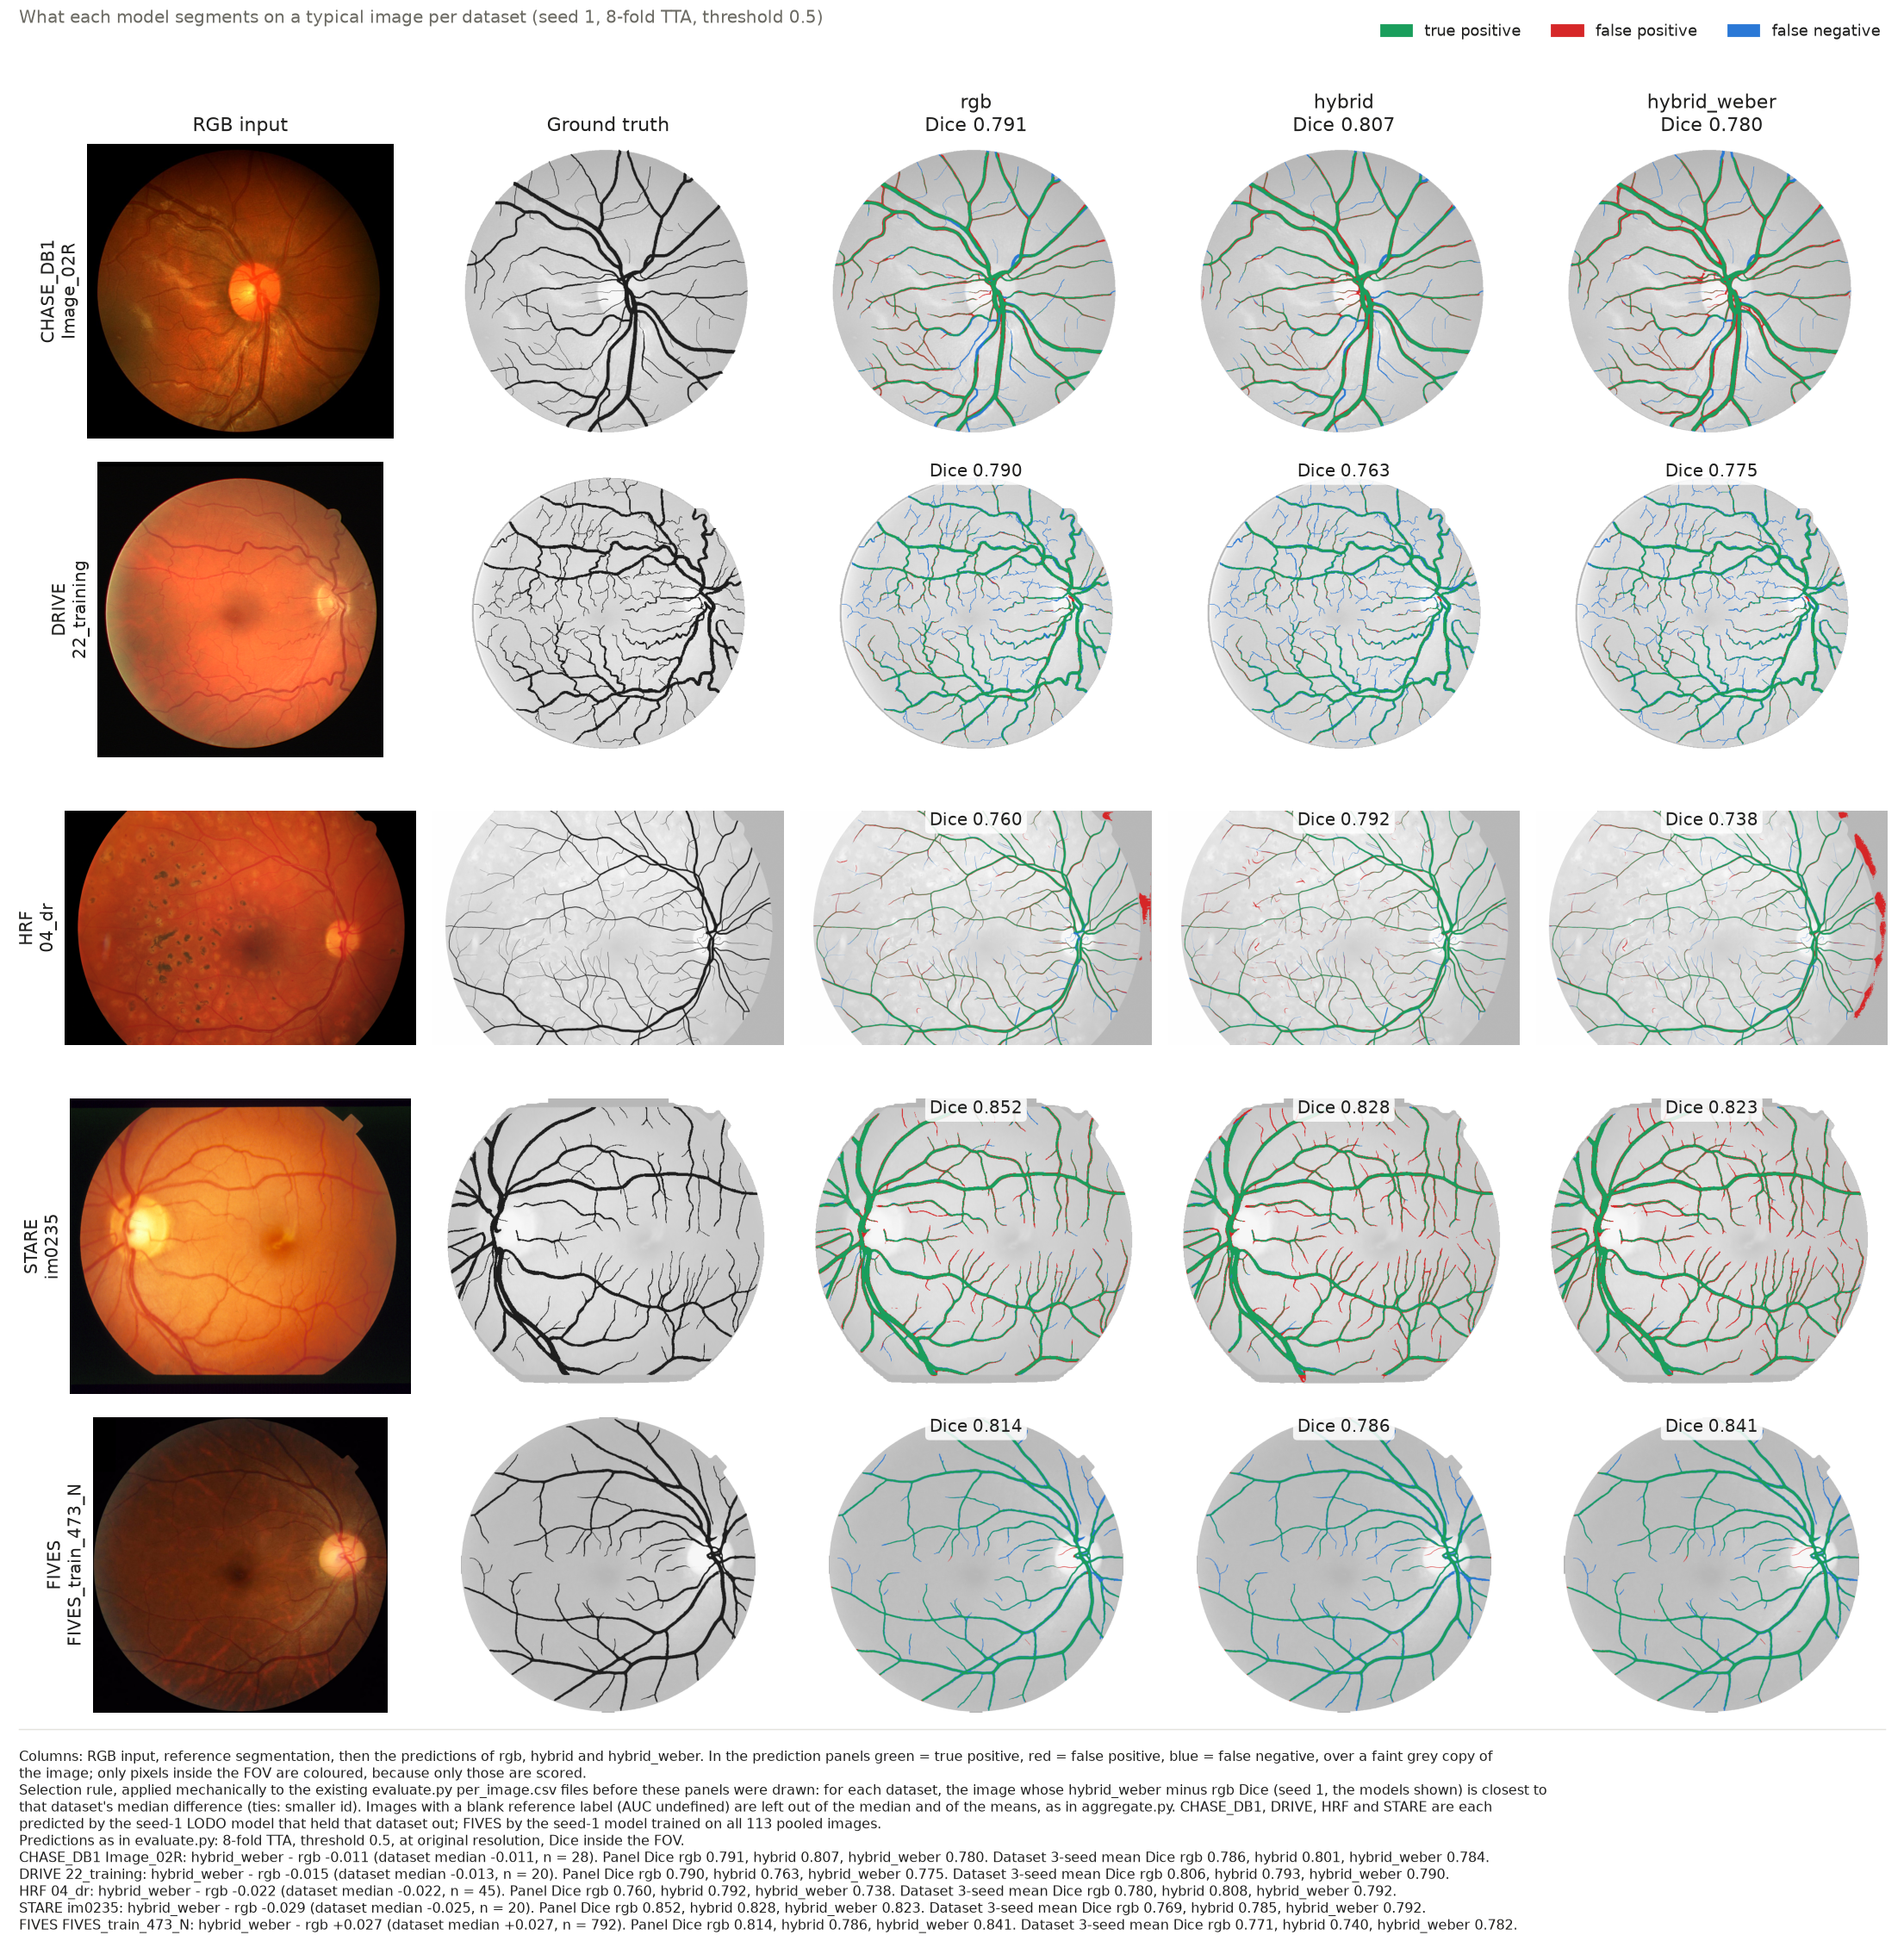 What each model segments on a typical image per dataset (seed 1, 8-fold TTA, threshold 0.5)
true positive
false positive
false negative
RGB input
Ground truth
rgb
Dice 0.791
hybrid
Dice 0.807
hybrid_weber
Dice 0.780
CHASE_DB1
Image_02R
DRIVE
22_training
Dice 0.790
Dice 0.763
Dice 0.775
HRF
04_dr
Dice 0.760
Dice 0.792
Dice 0.738
STARE
im0235
Dice 0.852
Dice 0.828
Dice 0.823
FIVES
FIVES_train_473_N
Dice 0.814
Dice 0.786
Dice 0.841
Columns: RGB input, reference segmentation, then the predictions of rgb, hybrid and hybrid_weber. In the prediction panels green = true positive, red = false positive, blue = false negative, over a faint grey copy of
the image; only pixels inside the FOV are coloured, because only those are scored.
Selection rule, applied mechanically to the existing evaluate.py per_image.csv files before these panels were drawn: for each dataset, the image whose hybrid_weber minus rgb Dice (seed 1, the models shown) is closest to
that dataset's median difference (ties: smaller id). Images with a blank reference label (AUC undefined) are left out of the median and of the means, as in aggregate.py. CHASE_DB1, DRIVE, HRF and STARE are each
predicted by the seed-1 LODO model that held that dataset out; FIVES by the seed-1 model trained on all 113 pooled images.
Predictions as in evaluate.py: 8-fold TTA, threshold 0.5, at original resolution, Dice inside the FOV.
CHASE_DB1 Image_02R: hybrid_weber - rgb -0.011 (dataset median -0.011, n = 28). Panel Dice rgb 0.791, hybrid 0.807, hybrid_weber 0.780. Dataset 3-seed mean Dice rgb 0.786, hybrid 0.801, hybrid_weber 0.784.
DRIVE 22_training: hybrid_weber - rgb -0.015 (dataset median -0.013, n = 20). Panel Dice rgb 0.790, hybrid 0.763, hybrid_weber 0.775. Dataset 3-seed mean Dice rgb 0.806, hybrid 0.793, hybrid_weber 0.790.
HRF 04_dr: hybrid_weber - rgb -0.022 (dataset median -0.022, n = 45). Panel Dice rgb 0.760, hybrid 0.792, hybrid_weber 0.738. Dataset 3-seed mean Dice rgb 0.780, hybrid 0.808, hybrid_weber 0.792.
STARE im0235: hybrid_weber - rgb -0.029 (dataset median -0.025, n = 20). Panel Dice rgb 0.852, hybrid 0.828, hybrid_weber 0.823. Dataset 3-seed mean Dice rgb 0.769, hybrid 0.785, hybrid_weber 0.792.
FIVES FIVES_train_473_N: hybrid_weber - rgb +0.027 (dataset median +0.027, n = 792). Panel Dice rgb 0.814, hybrid 0.786, hybrid_weber 0.841. Dataset 3-seed mean Dice rgb 0.771, hybrid 0.740, hybrid_weber 0.782.